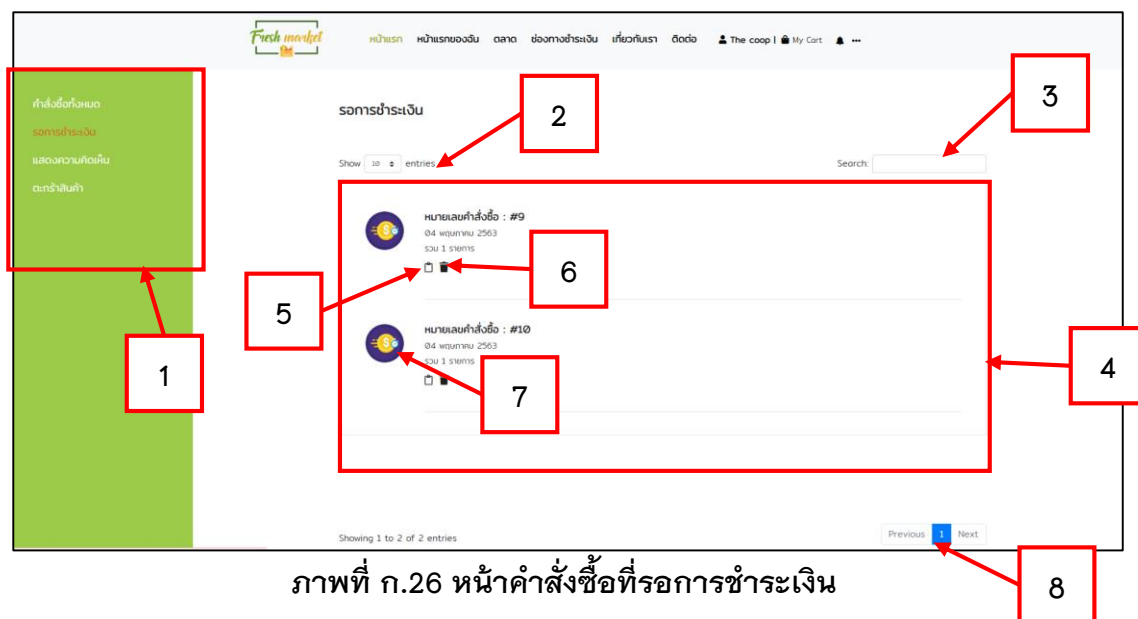 Fresh market
หน้าแรก หน้าแรกของฉัน ตลาด ช่องทางชำระเงิน เกี่ยวกับเรา ติดต่อ The coop | My Cart ...
คำสั่งซื้อทั้งหมด
รอการชำระเงิน
แสดงความคิดเห็น
ตะกร้าสินค้า
1
รอการชำระเงิน
2
3
Show 10 entries
Search:
หมายเลขคำสั่งซื้อ : #9
04 พฤษภาคม 2563
รวม 1 รายการ
5
6
หมายเลขคำสั่งซื้อ : #10
04 พฤษภาคม 2563
รวม 1 รายการ
7
4
Showing 1 to 2 of 2 entries
Previous 1 Next
8
ภาพที่ ก.26 หน้าคำสั่งซื้อที่รอการชำระเงิน